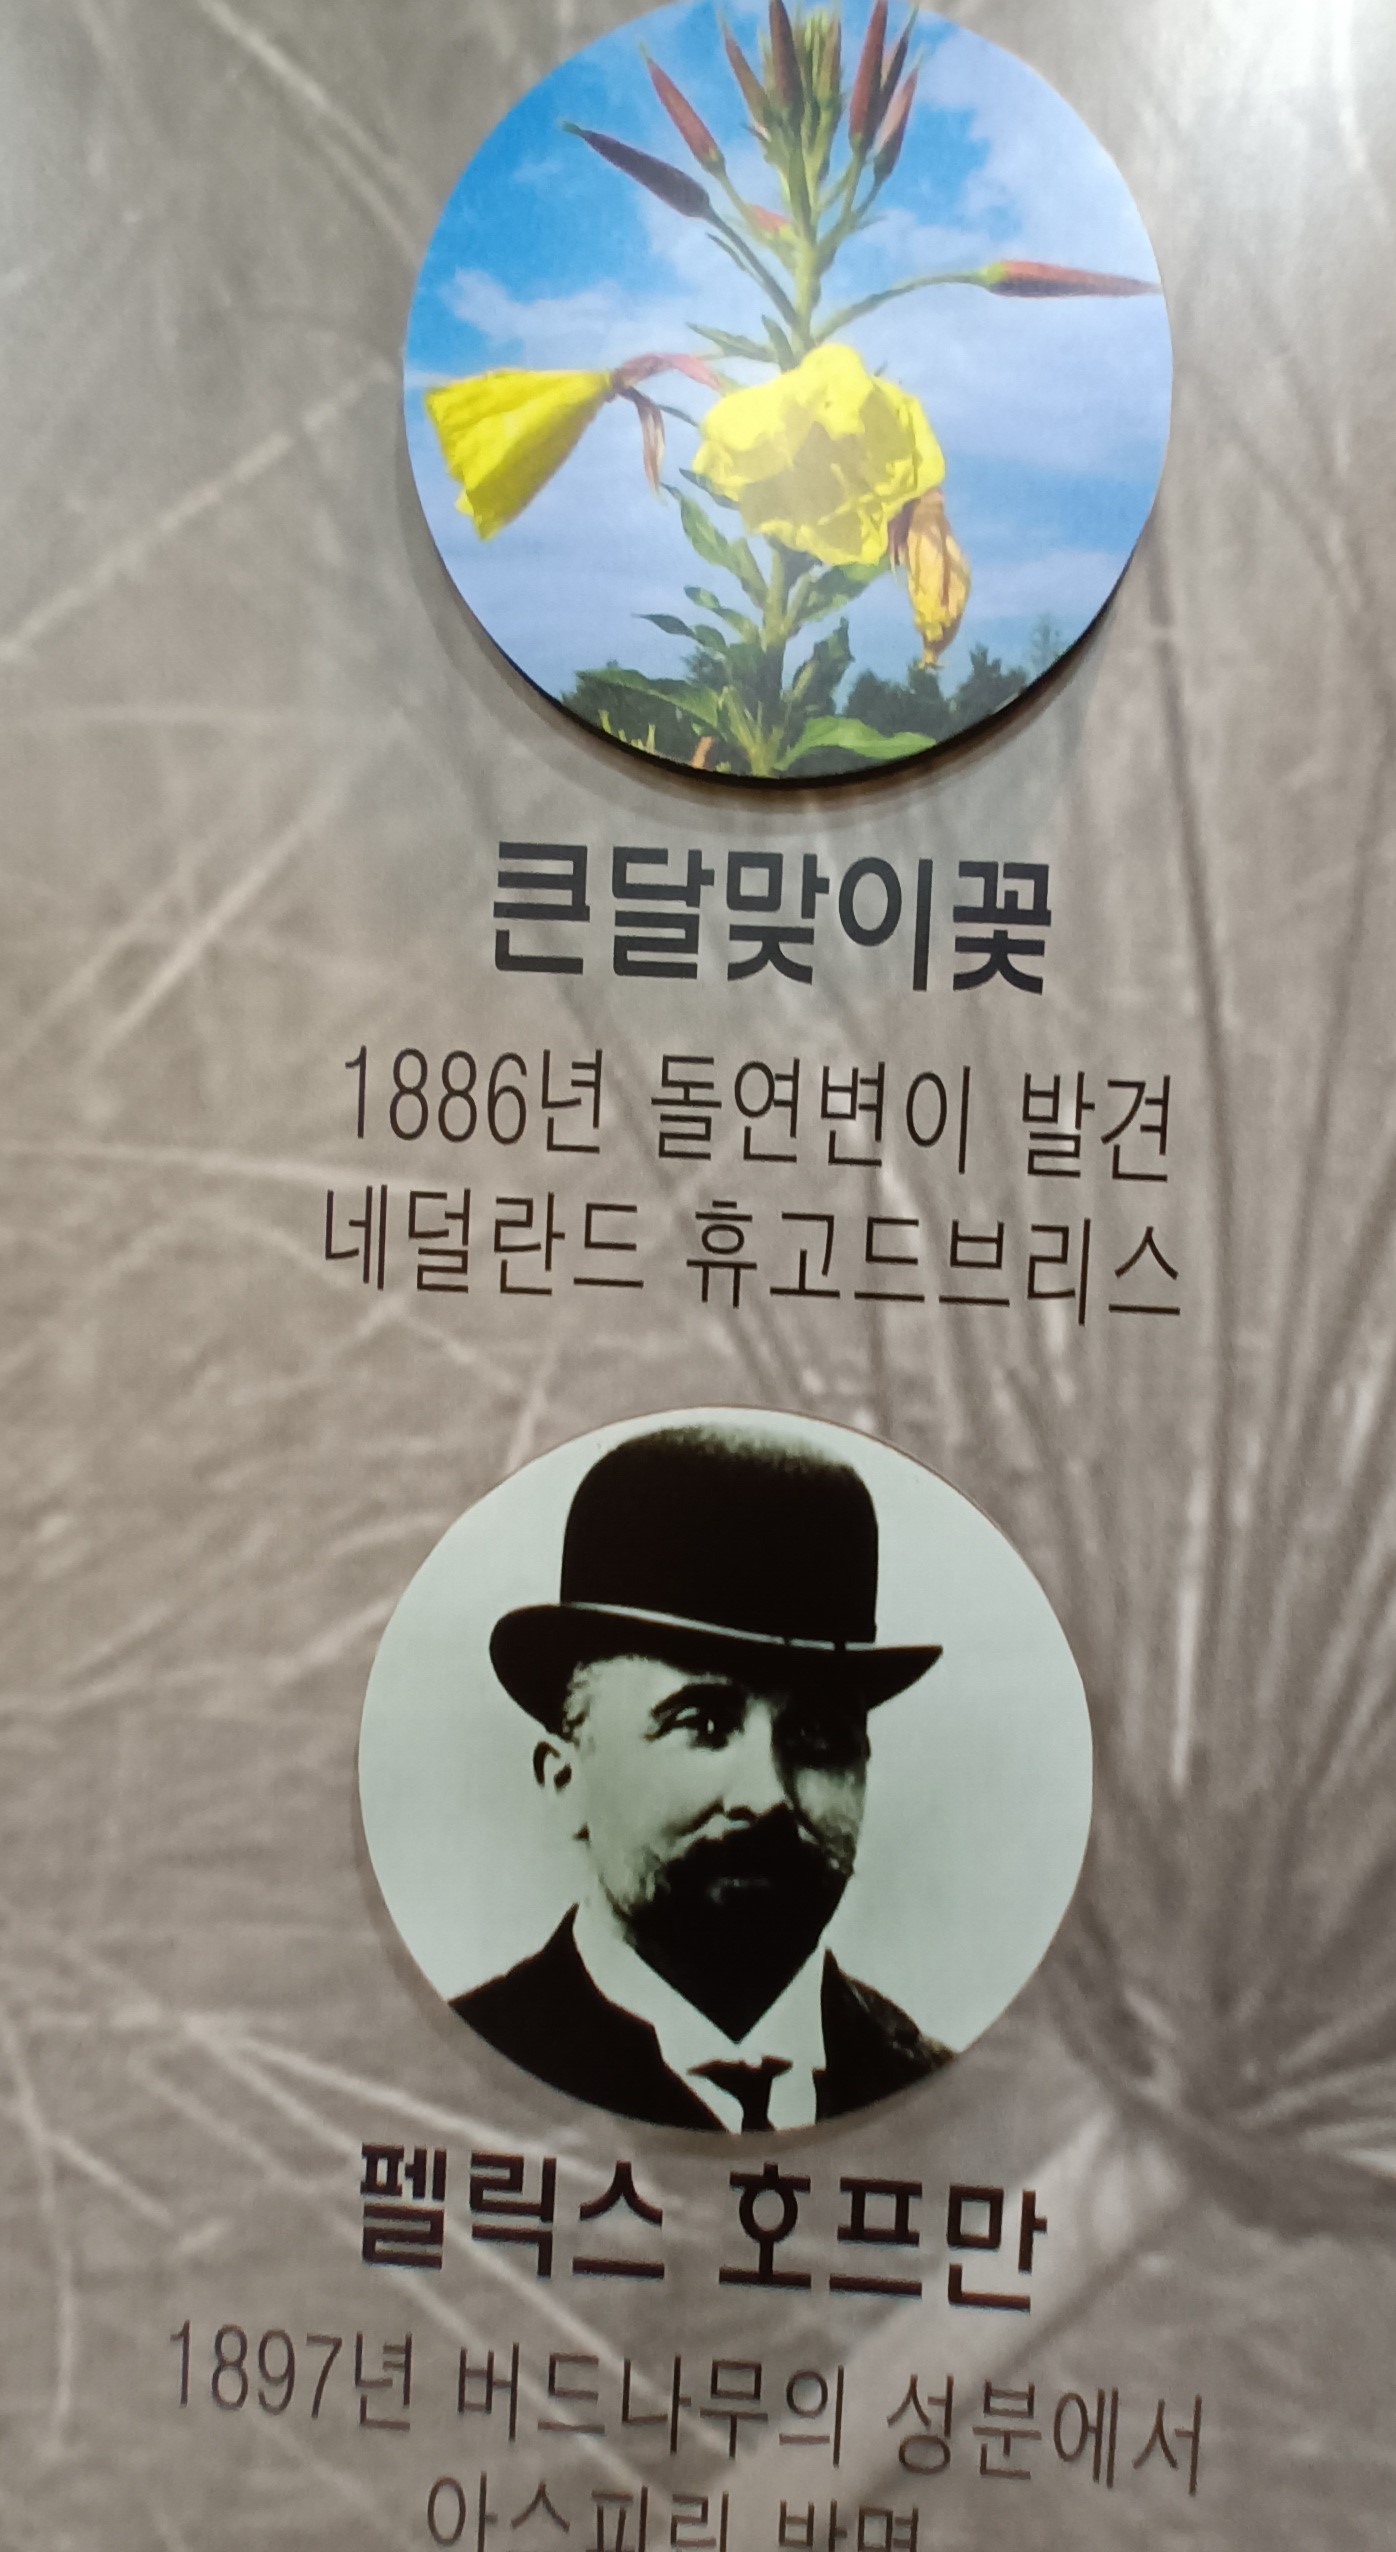 큰달맞이꽃
1886년 돌연변이 발견
네덜란드 휴고드브리스
펠릭스 호프만
1897년 버드나무의 성분에서